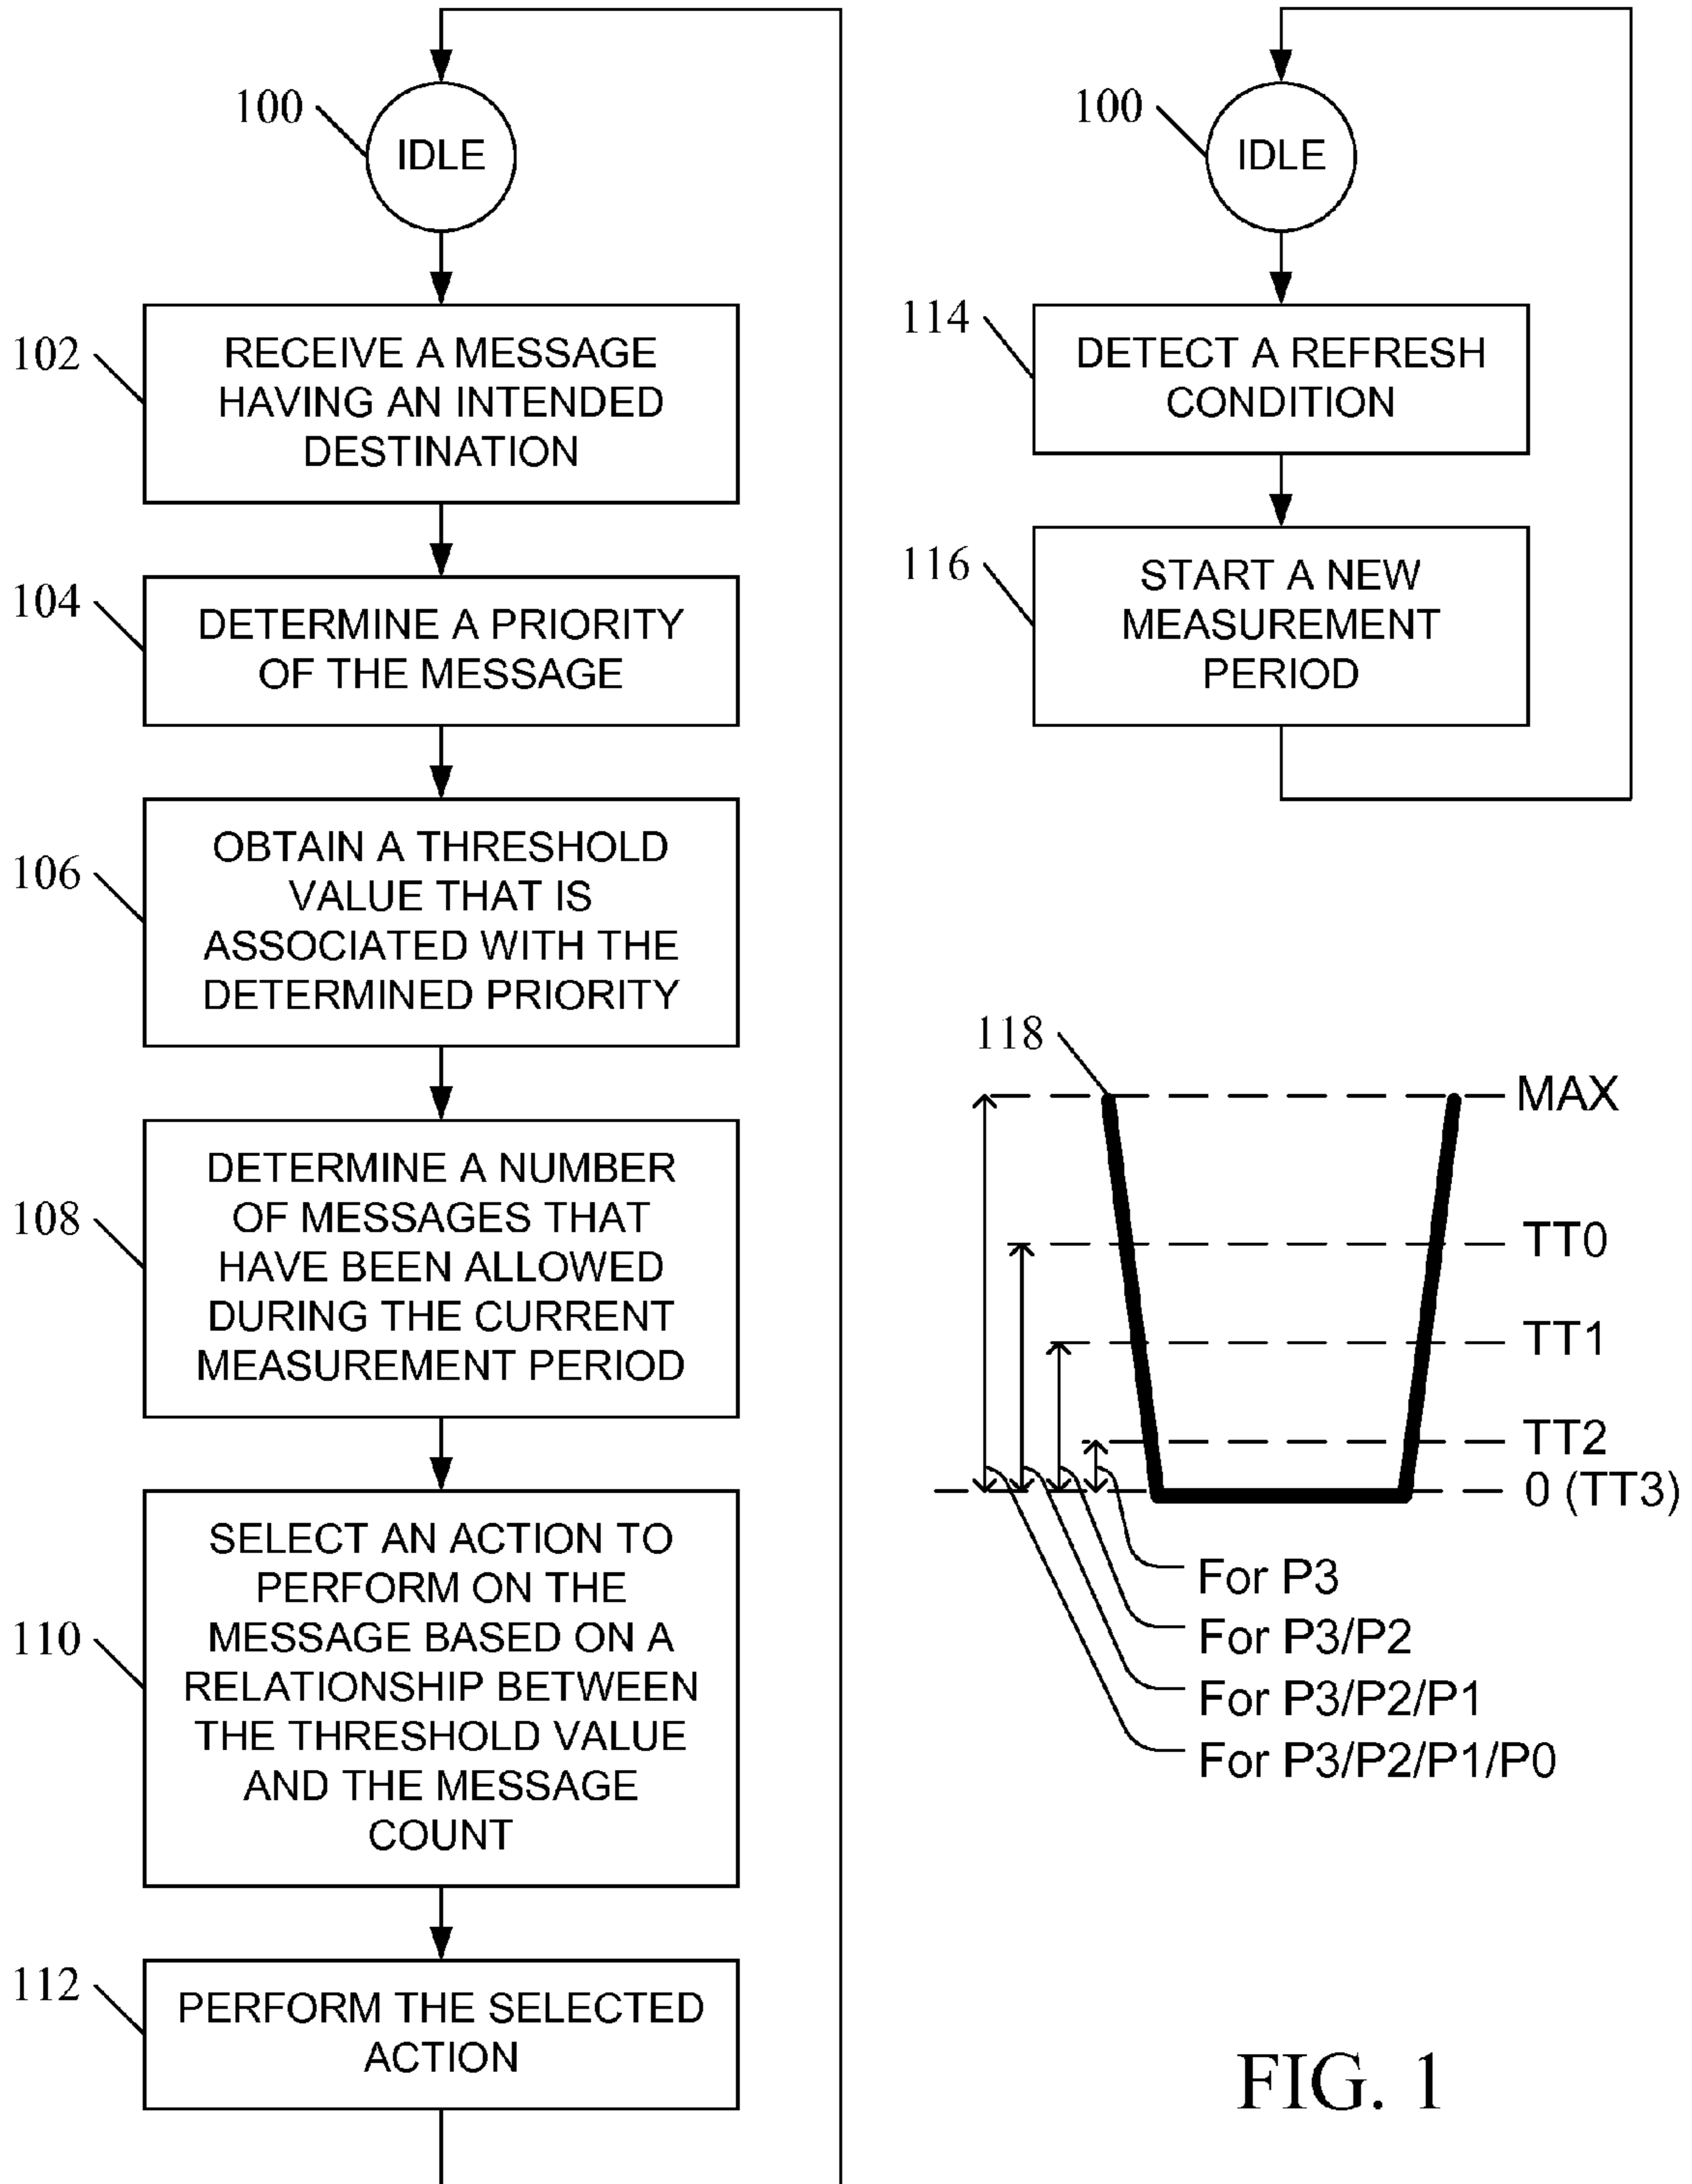 100
IDLE
102
RECEIVE A MESSAGE
HAVING AN INTENDED
DESTINATION
104
DETERMINE A PRIORITY
OF THE MESSAGE
106
OBTAIN A THRESHOLD
VALUE THAT IS
ASSOCIATED WITH THE
DETERMINED PRIORITY
108
DETERMINE A NUMBER
OF MESSAGES THAT
HAVE BEEN ALLOWED
DURING THE CURRENT
MEASUREMENT PERIOD
110
SELECT AN ACTION TO
PERFORM ON THE
MESSAGE BASED ON A
RELATIONSHIP BETWEEN
THE THRESHOLD VALUE
AND THE MESSAGE
COUNT
112
PERFORM THE SELECTED
ACTION
100
IDLE
114
DETECT A REFRESH
CONDITION
116
START A NEW
MEASUREMENT
PERIOD
118
MAX
TT0
TT1
TT2
0 (TT3)
For P3
For P3/P2
For P3/P2/P1
For P3/P2/P1/P0
FIG. 1